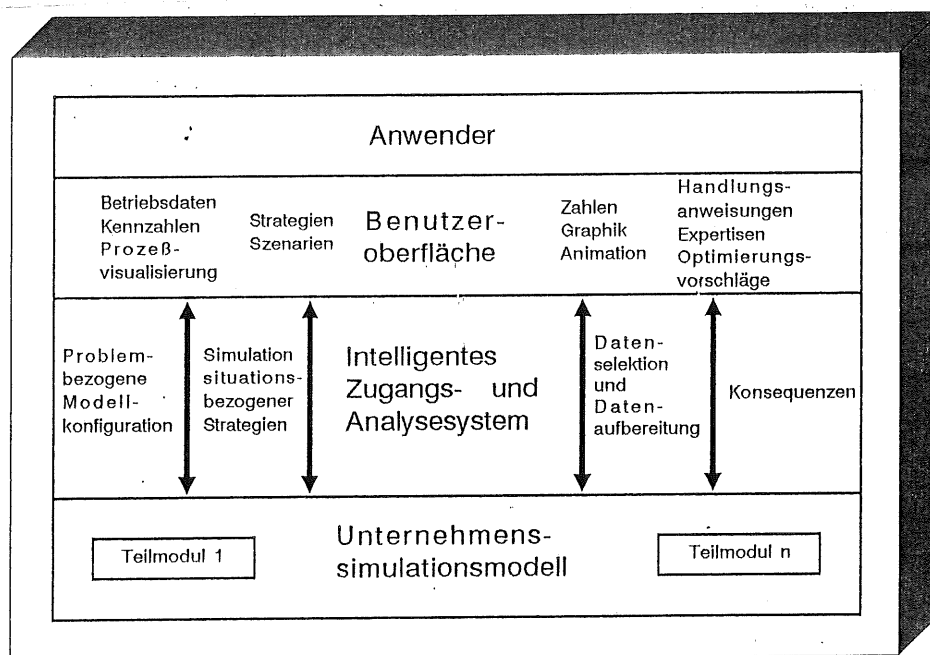 Anwender
Betriebsdaten
Kennzahlen
Prozeß-
visualisierung
Strategien
Szenarien
Benutzer-
oberfläche
Zahlen
Graphik
Animation
Handlungs-
anweisungen
Expertisen
Optimierungs-
vorschläge
Problem-
bezogene
Modell-
konfiguration
Simulation
situations-
bezogener
Strategien
Intelligentes
Zugangs- und
Analysesystem
Daten-
selektion
und
Daten-
aufbereitung
Konsequenzen
Teilmodul 1
Unternehmens-
simulationsmodell
Teilmodul n